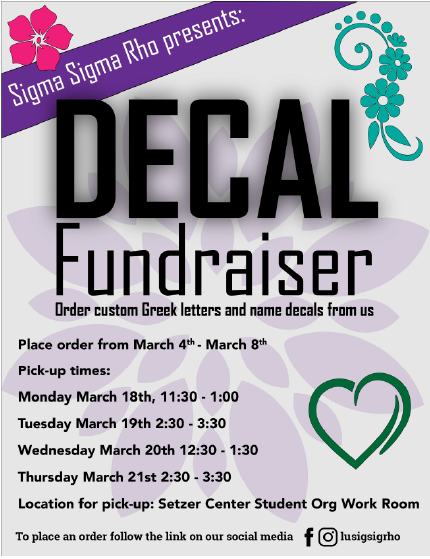 Sigma Sigma Rho presents:
DECAL
Fundraiser
Order custom Greek letters and name decals from us
Place order from March 4th - March 8th
Pick-up times:
Monday March 18th, 11:30 - 1:00
Tuesday March 19th 2:30 - 3:30
Wednesday March 20th 12:30 - 1:30
Thursday March 21st 2:30 - 3:30
Location for pick-up: Setzer Center Student Org Work Room
To place an order follow the link on our social media lusigsigrho